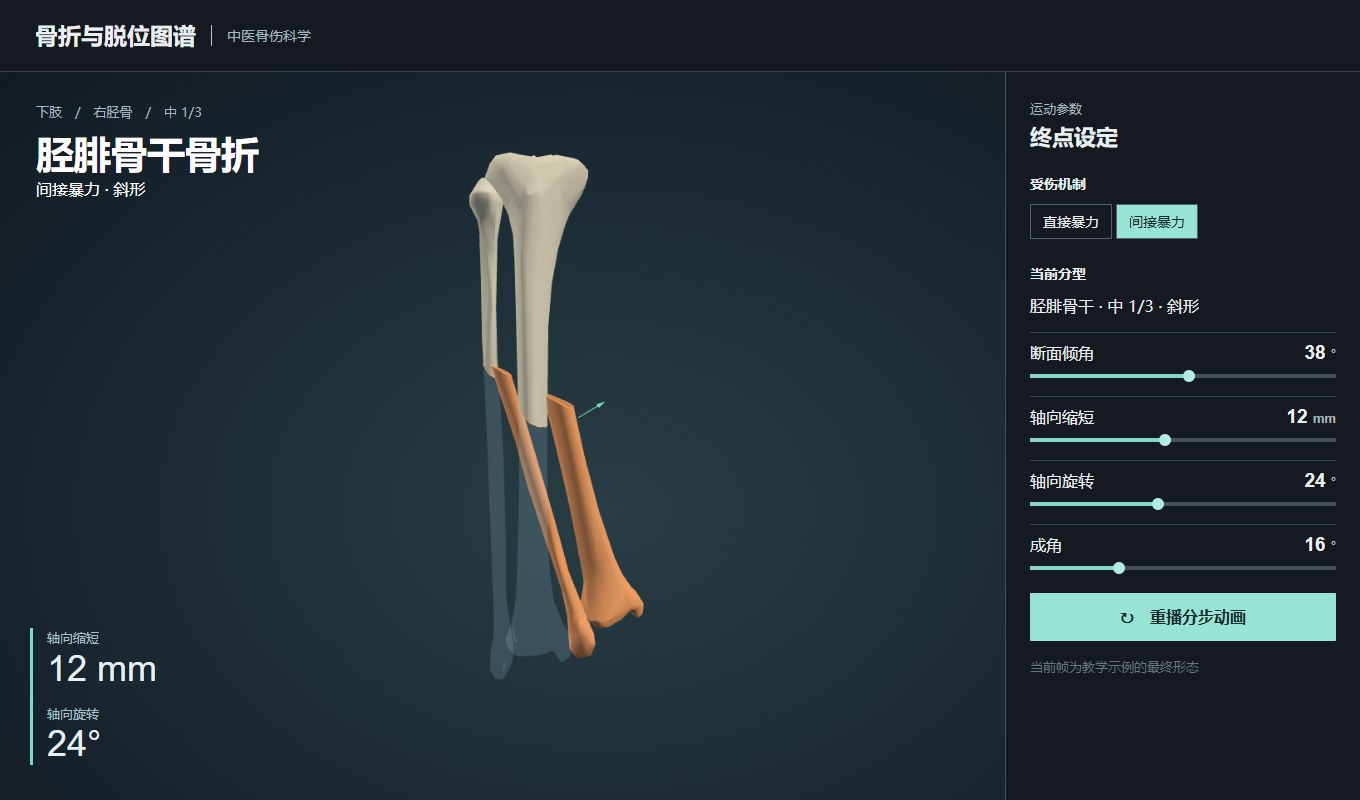 骨折与脱位图谱 | 中医骨伤科学
下肢 / 右胫骨 / 中 1/3
胫腓骨干骨折
间接暴力 · 斜形
轴向缩短
12 mm
轴向旋转
24°
运动参数
终点设定
受伤机制
直接暴力 间接暴力
当前分型
胫腓骨干 · 中 1/3 · 斜形
断面倾角 38 °
轴向缩短 12 mm
轴向旋转 24 °
成角 16 °
↻ 重播分步动画
当前帧为教学示例的最终形态